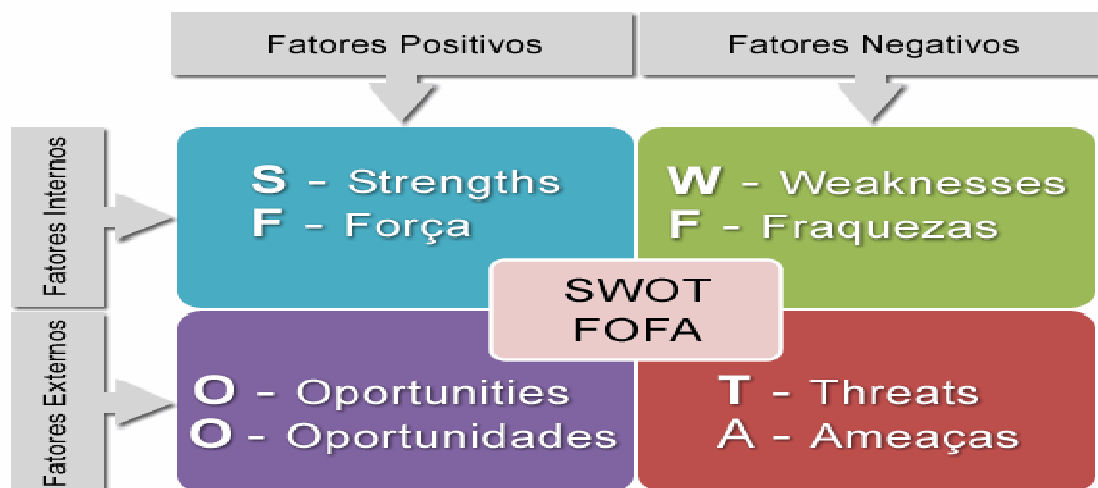 Fatores Positivos
Fatores Negativos
Fatores Internos
S - Strengths
F - Força
W - Weaknesses
F - Fraquezas
SWOT
FOFA
Fatores Externos
O - Oportunities
O - Oportunidades
T - Threats
A - Ameaças